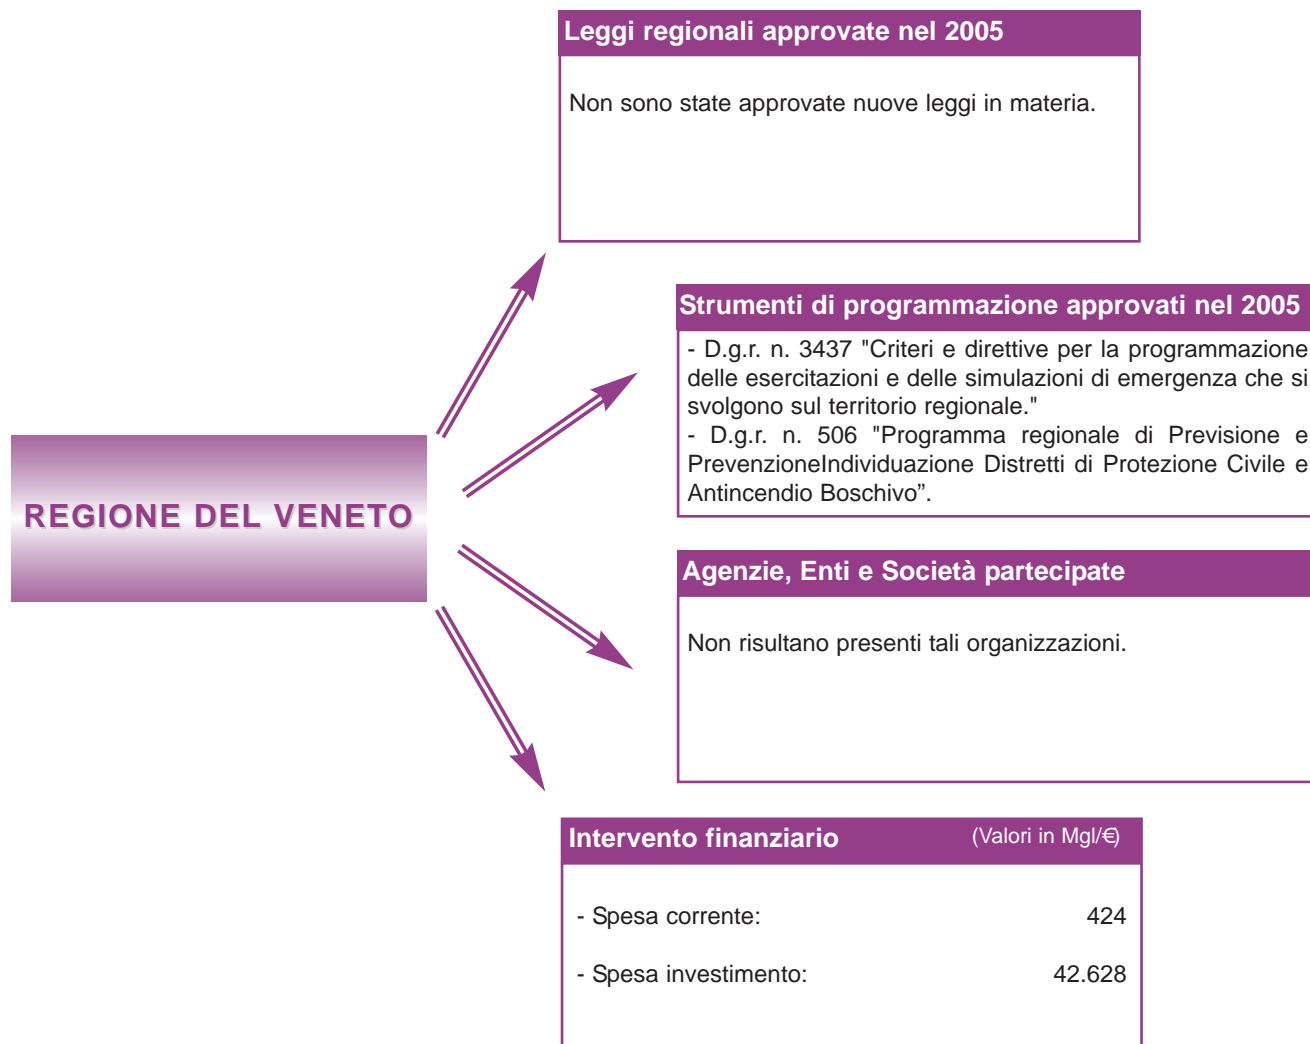 Leggi regionali approvate nel 2005
Non sono state approvate nuove leggi in materia.
Strumenti di programmazione approvati nel 2005
- D.g.r. n. 3437 "Criteri e direttive per la programmazione
delle esercitazioni e delle simulazioni di emergenza che si
svolgono sul territorio regionale."
- D.g.r. n. 506 "Programma regionale di Previsione e
PrevenzioneIndividuazione Distretti di Protezione Civile e
Antincendio Boschivo”.
REGIONE DEL VENETO
Agenzie, Enti e Società partecipate
Non risultano presenti tali organizzazioni.
Intervento finanziario (Valori in Mgl/€)
- Spesa corrente: 424
- Spesa investimento: 42.628